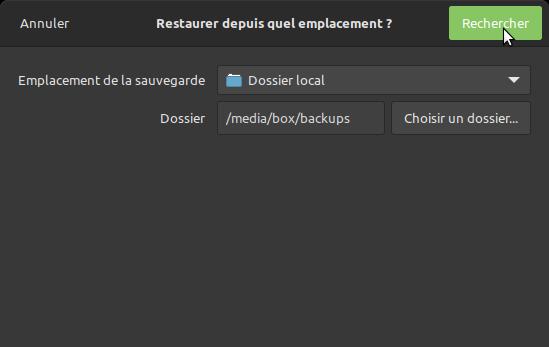 Annuler Restaurer depuis quel emplacement ? Rechercher
Emplacement de la sauvegarde Dossier local
Dossier /media/box/backups Choisir un dossier...